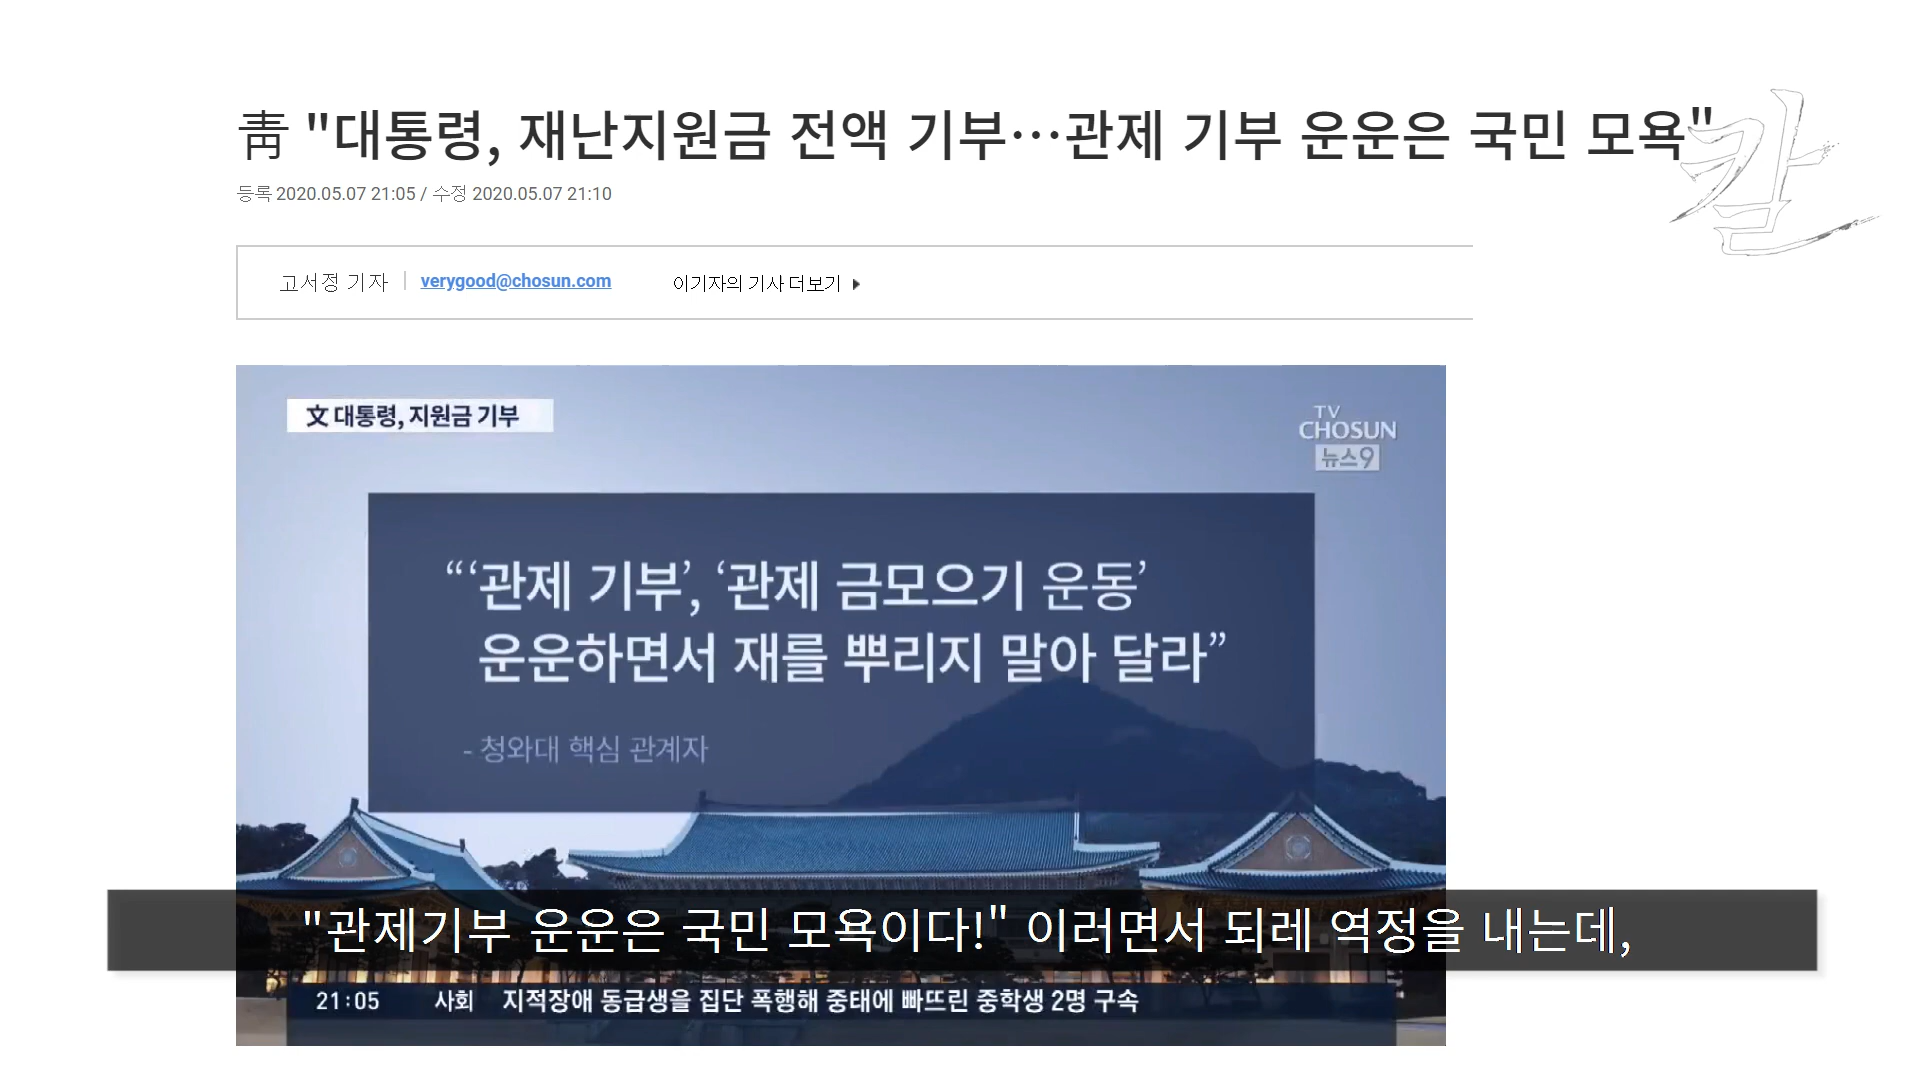 靑 "대통령, 재난지원금 전액 기부…관제 기부 운운은 국민 모욕"
칼
등록 2020.05.07 21:05 / 수정 2020.05.07 21:10
고서정 기자 | verygood@chosun.com 이기자의 기사 더보기 ▶
文 대통령, 지원금 기부
TV
CHOSUN
뉴스9
“‘관제 기부’, ‘관제 금모으기 운동’
운운하면서 재를 뿌리지 말아 달라”
- 청와대 핵심 관계자
"관제기부 운운은 국민 모욕이다!" 이러면서 되레 역정을 내는데,
21:05 사회 지적장애 동급생을 집단 폭행해 중태에 빠뜨린 중학생 2명 구속